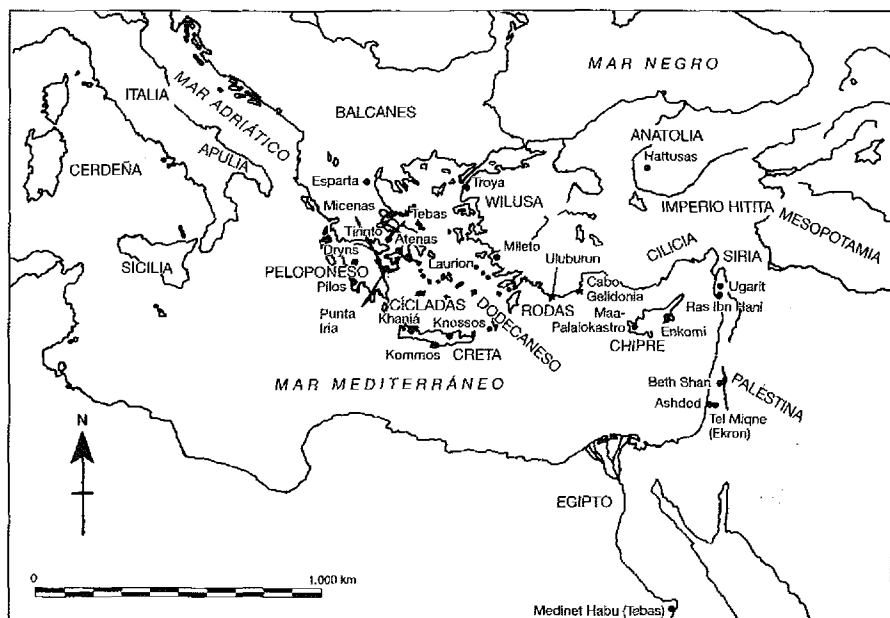 MAR NEGRO
ITALIA
MAR ADRIÁTICO
BALCANES
ANATOLIA
Hattusas
CERDEÑA
APULIA
Esparta
Troya
WILUSA
IMPERIO HITITA
MESOPOTAMIA
Micenas
Tebas
Tirinto
Atenas
Dryns
Mileto
CILICIA
SIRIA
SICILIA
PELOPONESO
Laurion
Uluburun
Ugarit
Pilos
CÍCLADAS
DODECANESO
RODAS
Cabo
Gelidonia
Ras Ibn Hani
Punta
Iria
Khaniá
Knossos
Maa-
Palalokastro
Enkomi
CHIPRE
Kommos
CRETA
MAR MEDITERRÁNEO
Beth Shan
PALESTINA
Ashdod
Tel Miqne
(Ekron)
N
EGIPTO
0
1.000 km
Medinet Habu (Tebas)